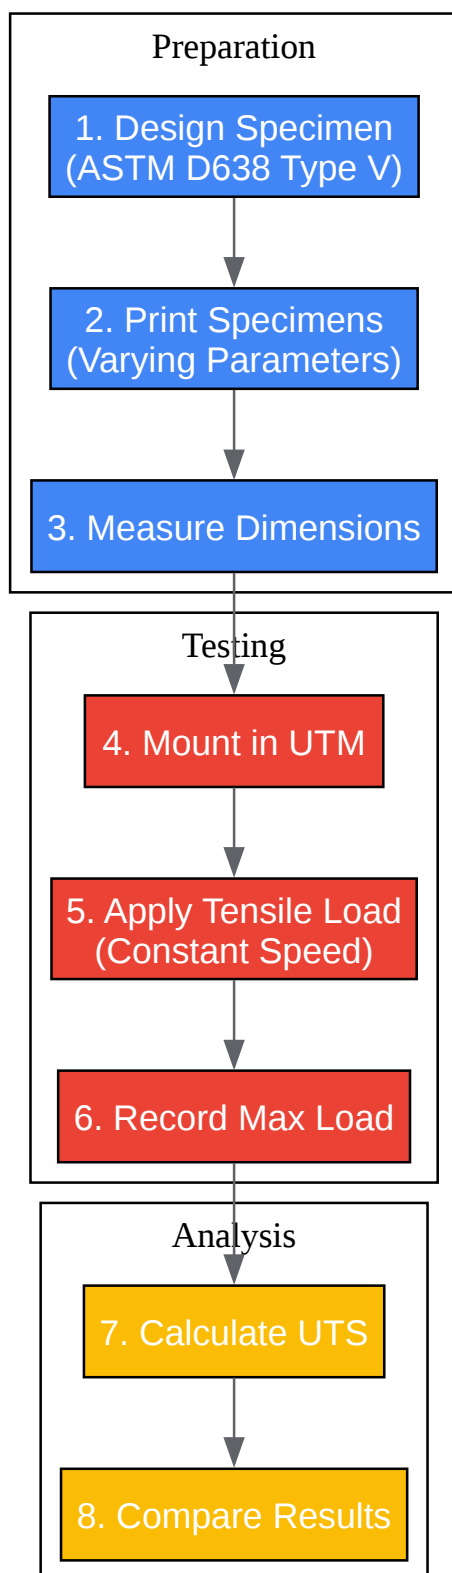 Preparation
1. Design Specimen
(ASTM D638 Type V)
2. Print Specimens
(Varying Parameters)
3. Measure Dimensions
Testing
4. Mount in UTM
5. Apply Tensile Load
(Constant Speed)
6. Record Max Load
Analysis
7. Calculate UTS
8. Compare Results